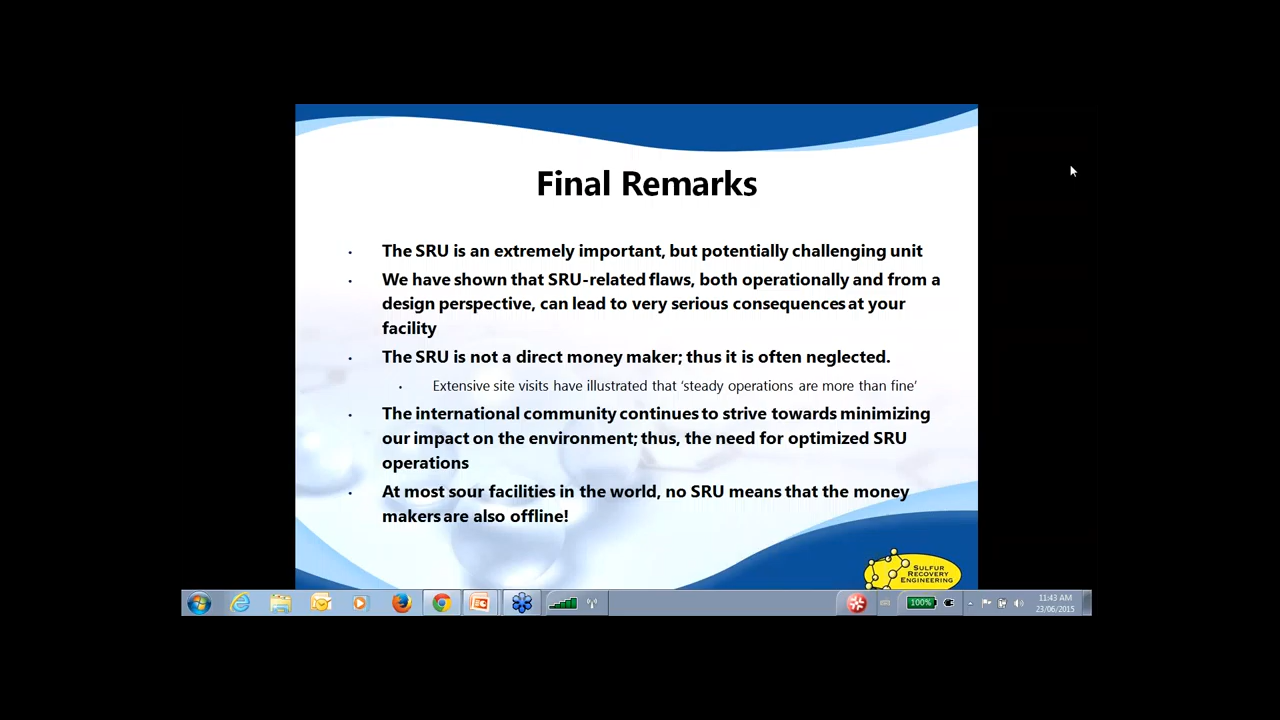 Final Remarks
The SRU is an extremely important, but potentially challenging unit
We have shown that SRU-related flaws, both operationally and from a
design perspective, can lead to very serious consequences at your
facility
The SRU is not a direct money maker; thus it is often neglected.
Extensive site visits have illustrated that ‘steady operations are more than fine’
The international community continues to strive towards minimizing
our impact on the environment; thus, the need for optimized SRU
operations
At most sour facilities in the world, no SRU means that the money
makers are also offline!
SULFUR
RECOVERY
ENGINEERING
100%
11:43 AM
23/06/2015